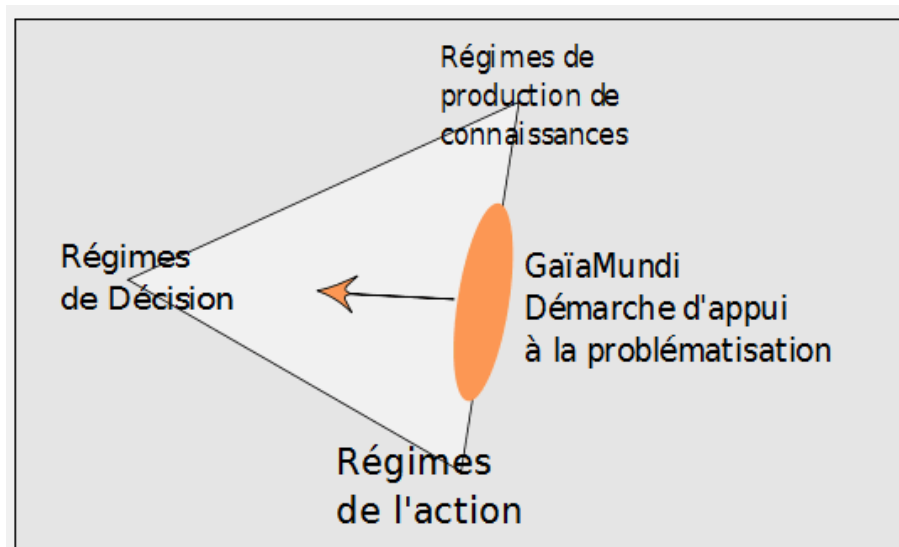 Régimes de
production de
connaissances
Régimes
de Décision
GaïaMundi
Démarche d'appui
à la problématisation
Régimes
de l'action